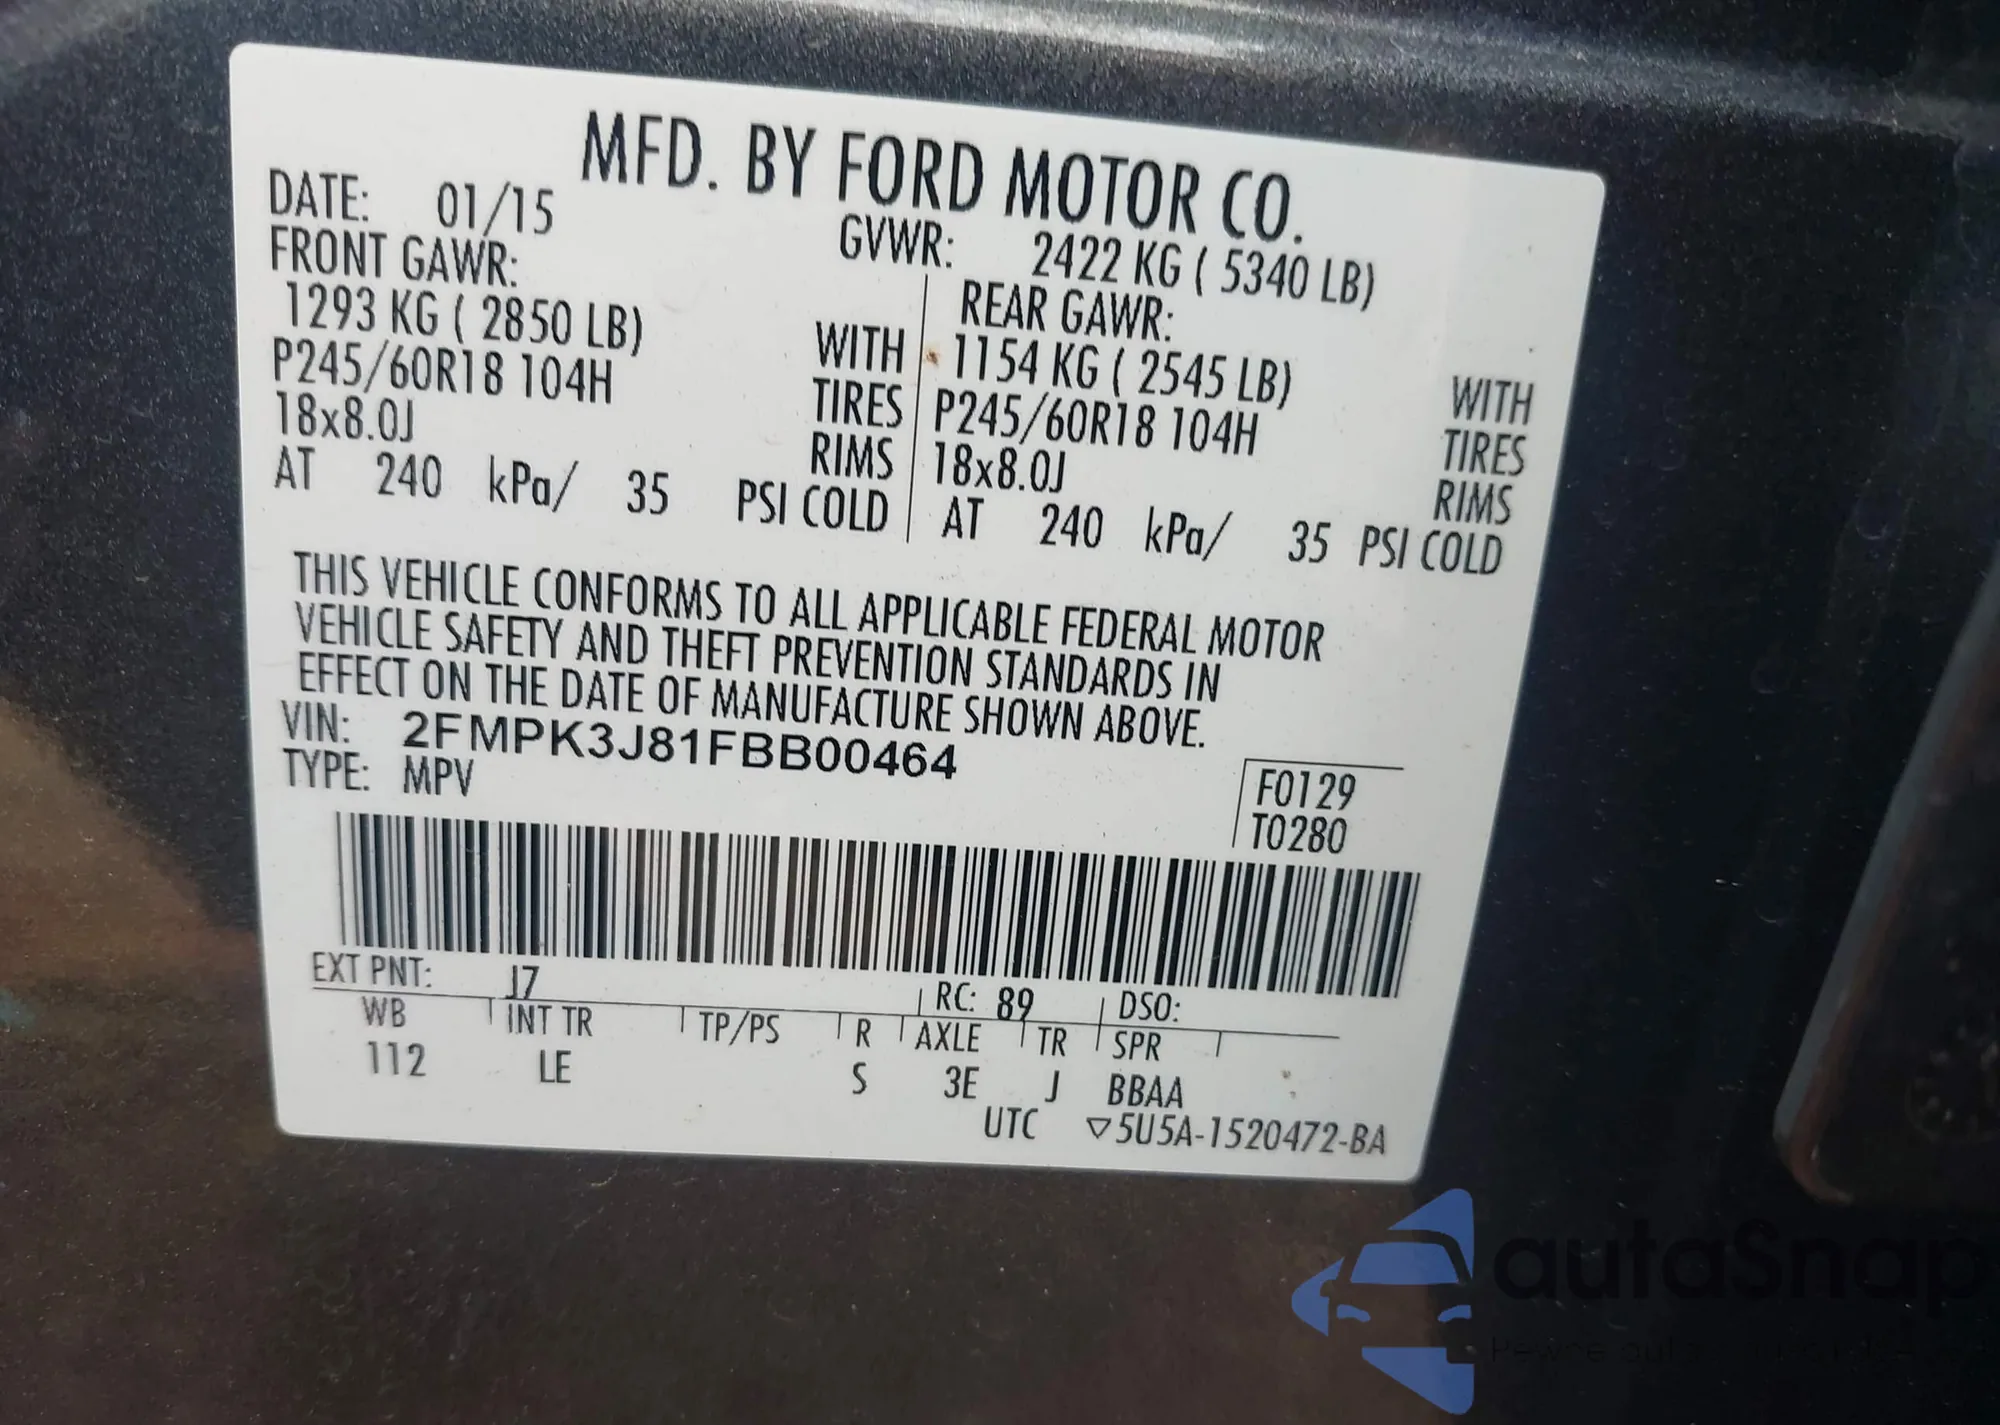 MFD. BY FORD MOTOR CO.
DATE: 01/15 GVWR: 2422 KG ( 5340 LB)
FRONT GAWR: REAR GAWR:
1293 KG ( 2850 LB) WITH 1154 KG ( 2545 LB) WITH
P245/60R18 104H TIRES P245/60R18 104H TIRES
18x8.0J RIMS 18x8.0J RIMS
AT 240 kPa/ 35 PSI COLD AT 240 kPa/ 35 PSI COLD
THIS VEHICLE CONFORMS TO ALL APPLICABLE FEDERAL MOTOR
VEHICLE SAFETY AND THEFT PREVENTION STANDARDS IN
EFFECT ON THE DATE OF MANUFACTURE SHOWN ABOVE.
VIN: 2FMPK3J81FBB00464
TYPE: MPV F0129
T0280
EXT PNT: J7 RC: 89 DSO:
WB INT TR TP/PS R AXLE TR SPR
112 LE S 3E J BBAA
UTC ▽5U5A-1520472-BA
autaSnap